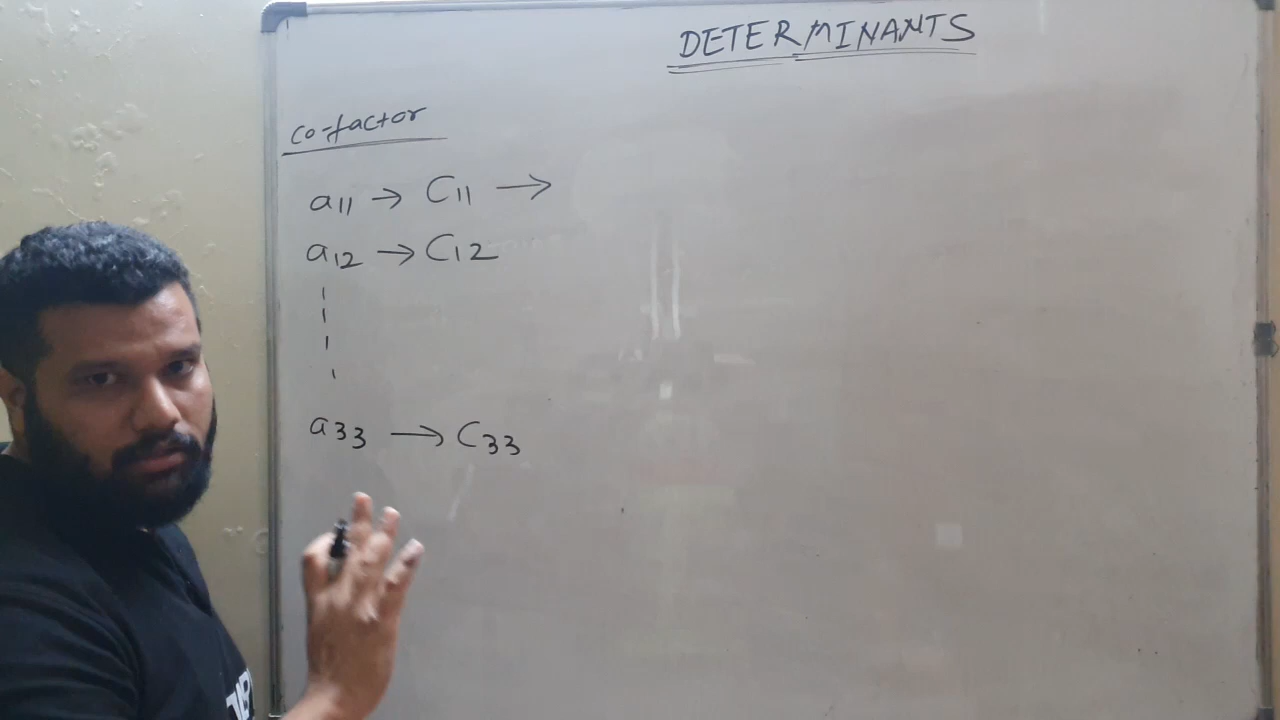 DETERMINANTS
co-factor
a11 → C11 →
a12 → C12
a33 → C33